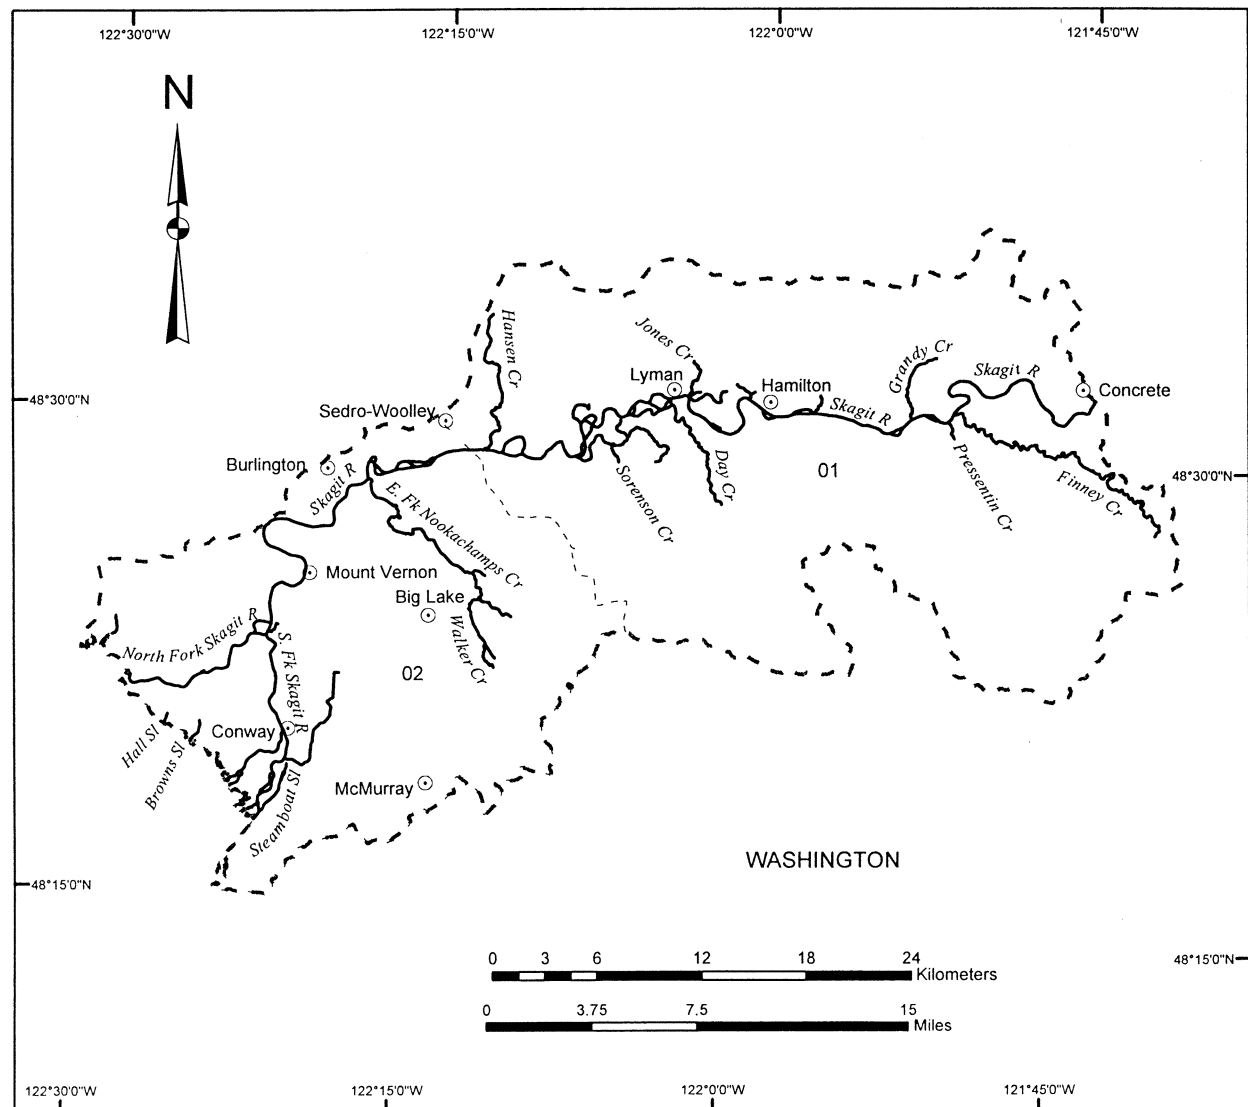 122°30'0"W 122°15'0"W 122°0'0"W 121°45'0"W
N
Hansen Cr
Jones Cr
Grandy Cr
Skagit R
Lyman
Hamilton
Concrete
48°30'0"N
Sedro-Woolley
Skagit R
Burlington
Skagit R
E. Fk Nookachamps Cr
Sorenson Cr
Day Cr
01
Pressentin Cr
Finney Cr
48°30'0"N
Mount Vernon
Big Lake
North Fork Skagit R
S. Fk Skagit R
Walker Cr
02
Hall Sl
Browns Sl
Conway
Steamboat Sl
McMurray
WASHINGTON
48°15'0"N
0 3 6 12 18 24
Kilometers
48°15'0"N
0 3.75 7.5 15
Miles
122°30'0"W 122°15'0"W 122°0'0"W 121°45'0"W